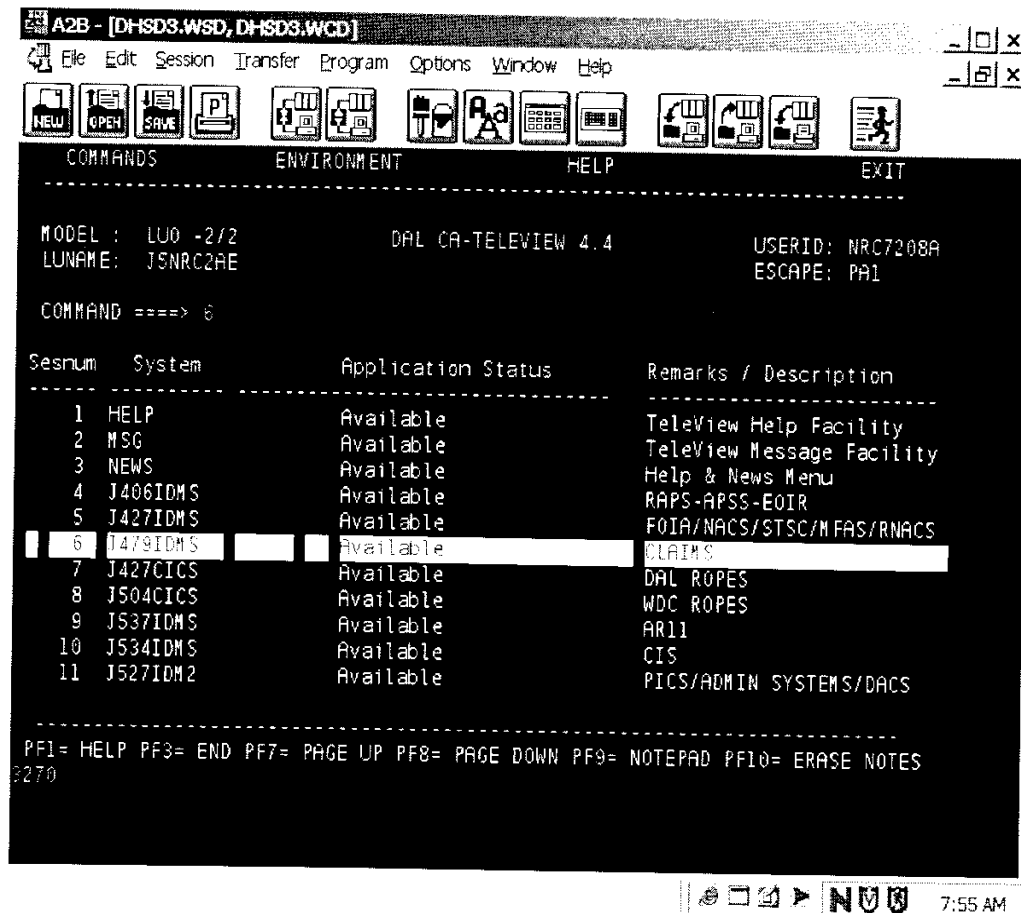 A2B - [DHSD3.WSD, DHSD3.WCD]
File Edit Session Transfer Program Options Window Help
NEW OPEN SAVE P
COMMANDS ENVIRONMENT HELP EXIT
MODEL : LU0 -2/2 DAL CA-TELEVIEW 4.4 USERID: NRC7208A
LUNAME: J5NRC2AE ESCAPE: PA1
COMMAND ====> 6
Sesnum System Application Status Remarks / Description
1 HELP Available TeleView Help Facility
2 MSG Available TeleView Message Facility
3 NEWS Available Help & News Menu
4 J406IDMS Available RAPS-APSS-EOIR
5 J427IDMS Available FOIA/NACS/STSC/MFAS/RNACS
6 J479IDMS Available CLAIMS
7 J427CICS Available DAL ROPES
8 J504CICS Available WDC ROPES
9 J537IDMS Available AR11
10 J534IDMS Available CIS
11 J527IDM2 Available PICS/ADMIN SYSTEMS/DACS
PF1= HELP PF3= END PF7= PAGE UP PF8= PAGE DOWN PF9= NOTEPAD PF10= ERASE NOTES
3270
7:55 AM